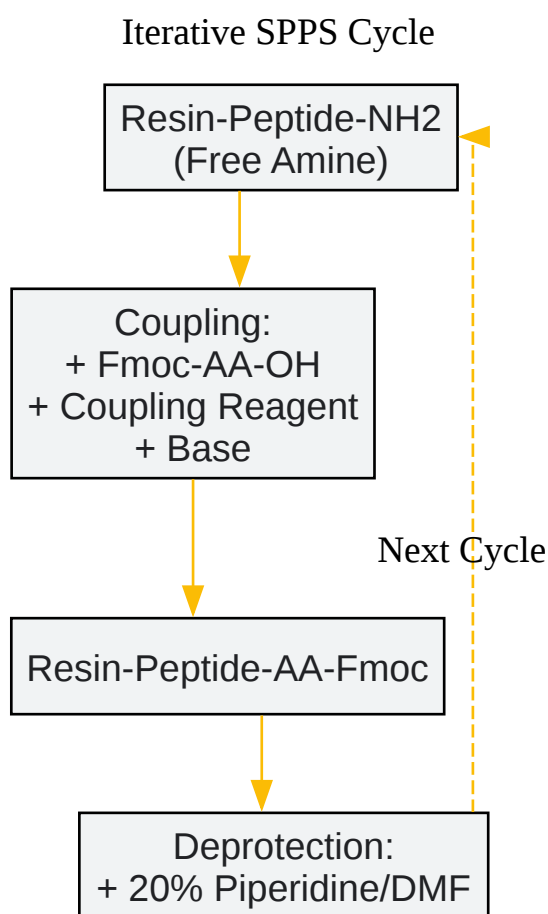 Iterative SPPS Cycle
Resin-Peptide-NH2
(Free Amine)
Coupling:
+ Fmoc-AA-OH
+ Coupling Reagent
+ Base
Next Cycle
Resin-Peptide-AA-Fmoc
Deprotection:
+ 20% Piperidine/DMF